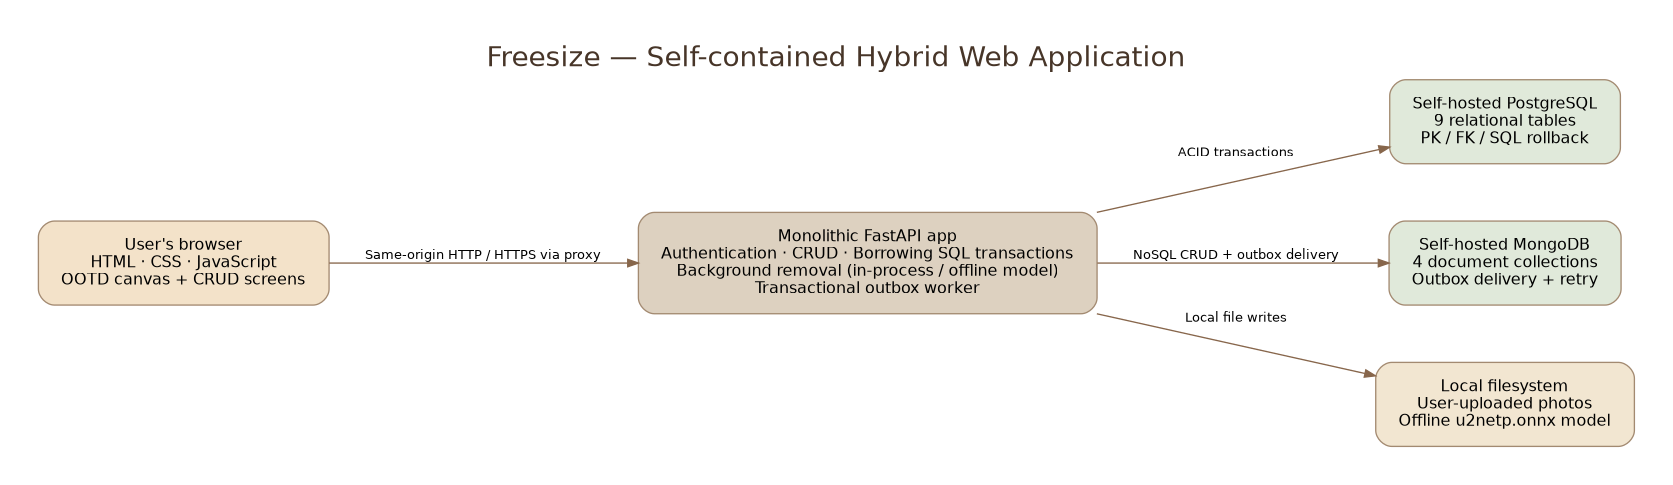 Freesize — Self-contained Hybrid Web Application
User's browser
HTML · CSS · JavaScript
OOTD canvas + CRUD screens
Same-origin HTTP / HTTPS via proxy
Monolithic FastAPI app
Authentication · CRUD · Borrowing SQL transactions
Background removal (in-process / offline model)
Transactional outbox worker
ACID transactions
Self-hosted PostgreSQL
9 relational tables
PK / FK / SQL rollback
NoSQL CRUD + outbox delivery
Self-hosted MongoDB
4 document collections
Outbox delivery + retry
Local file writes
Local filesystem
User-uploaded photos
Offline u2netp.onnx model